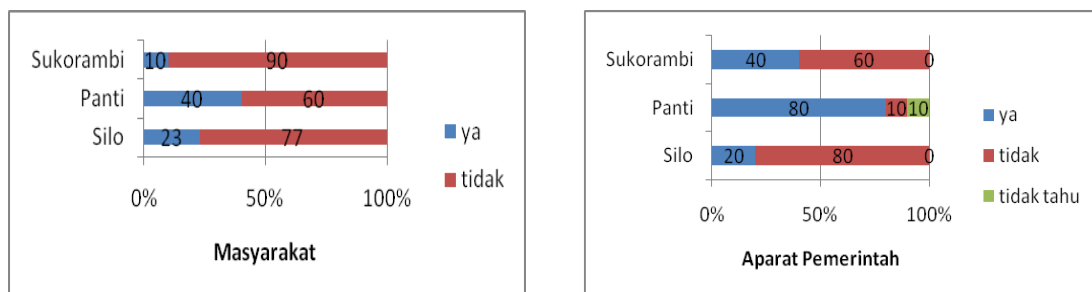 Sukorambi 10 90
Panti 40 60
Silo 23 77
0% 50% 100%
ya
tidak
Masyarakat
Sukorambi 40 60 0
Panti 80 10 10
Silo 20 80 0
0% 50% 100%
ya
tidak
tidak tahu
Aparat Pemerintah